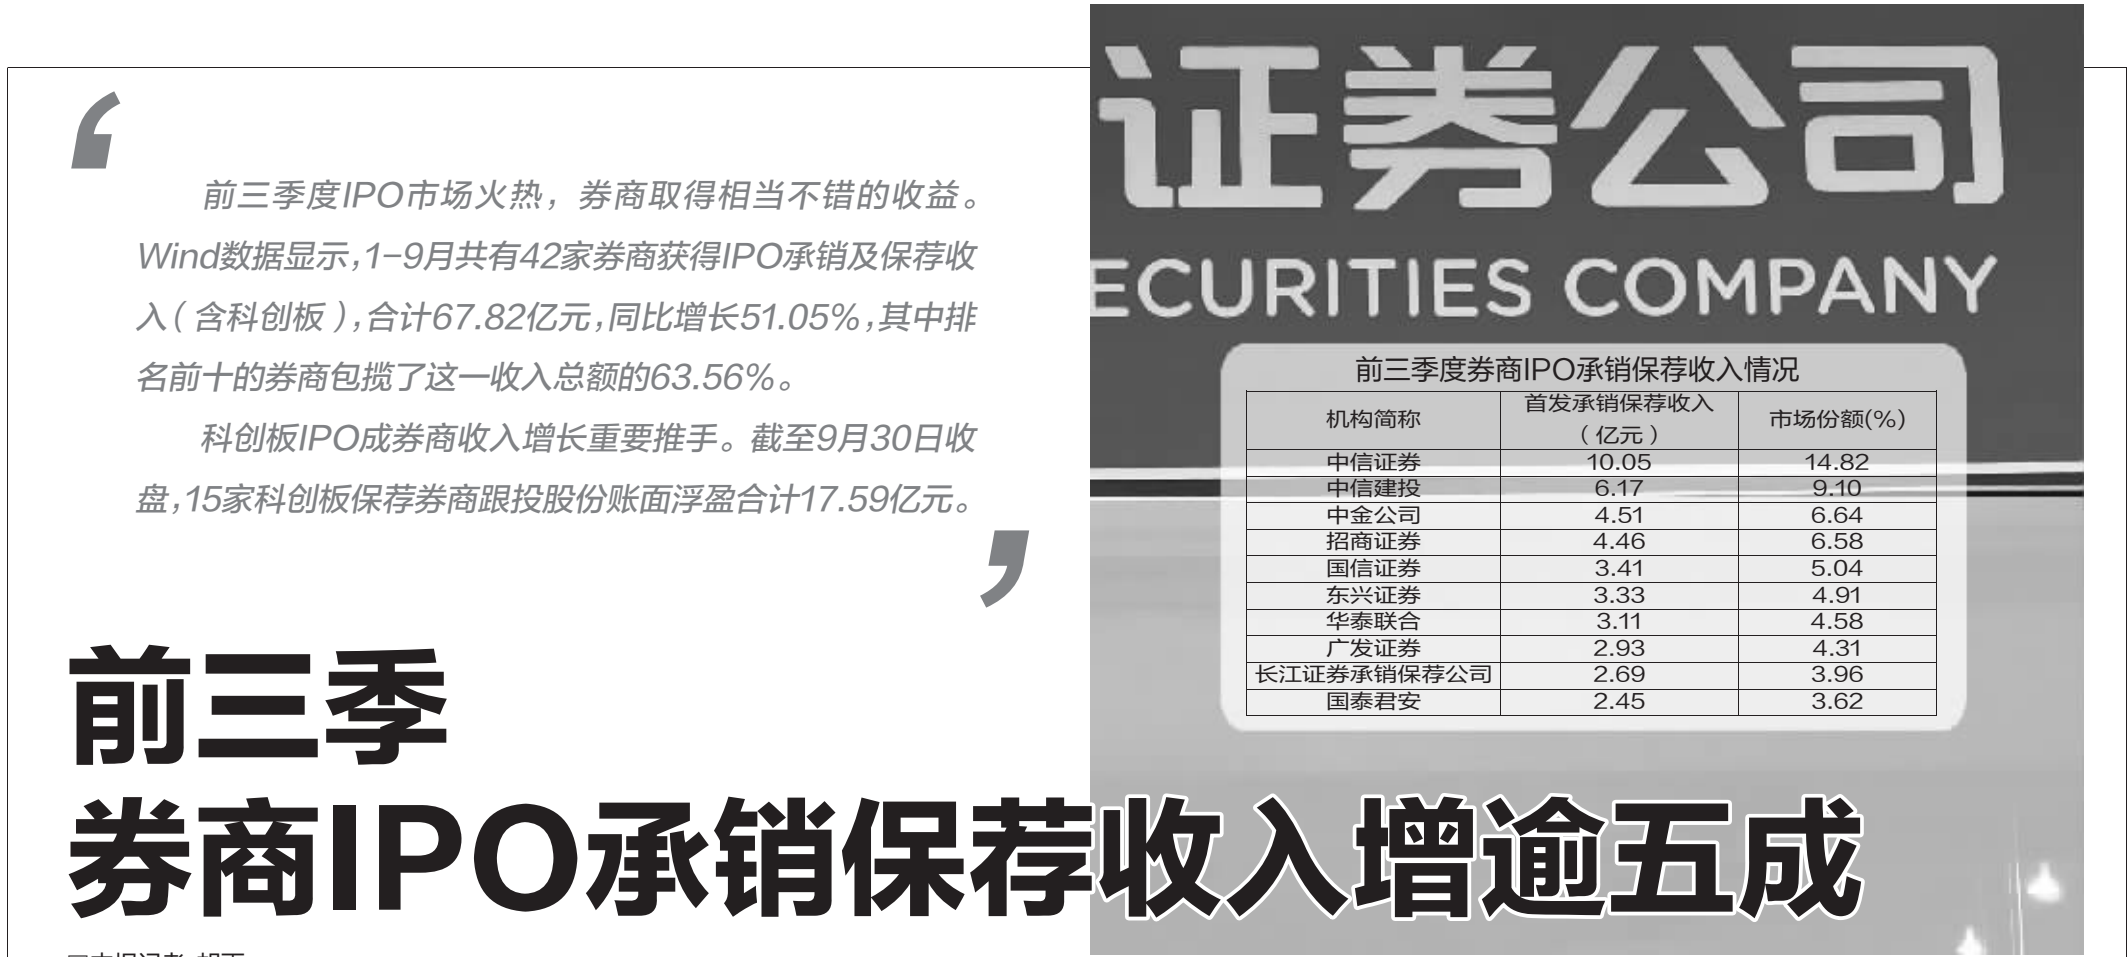 前三季度IPO市场火热，券商取得相当不错的收益。
Wind数据显示，1-9月共有42家券商获得IPO承销及保荐收
入（含科创板），合计67.82亿元，同比增长51.05%，其中排
名前十的券商包揽了这一收入总额的63.56%。
科创板IPO成券商收入增长重要推手。截至9月30日收
盘，15家科创板保荐券商跟投股份账面浮盈合计17.59亿元。
证券公司
ECURITIES COMPANY
前三季度券商IPO承销保荐收入情况
机构简称 首发承销保荐收入（亿元） 市场份额(%)
中信证券 10.05 14.82
中信建投 6.17 9.10
中金公司 4.51 6.64
招商证券 4.46 6.58
国信证券 3.41 5.04
东兴证券 3.33 4.91
华泰联合 3.11 4.58
广发证券 2.93 4.31
长江证券承销保荐公司 2.69 3.96
国泰君安 2.45 3.62
前三季
券商IPO承销保荐收入增逾五成